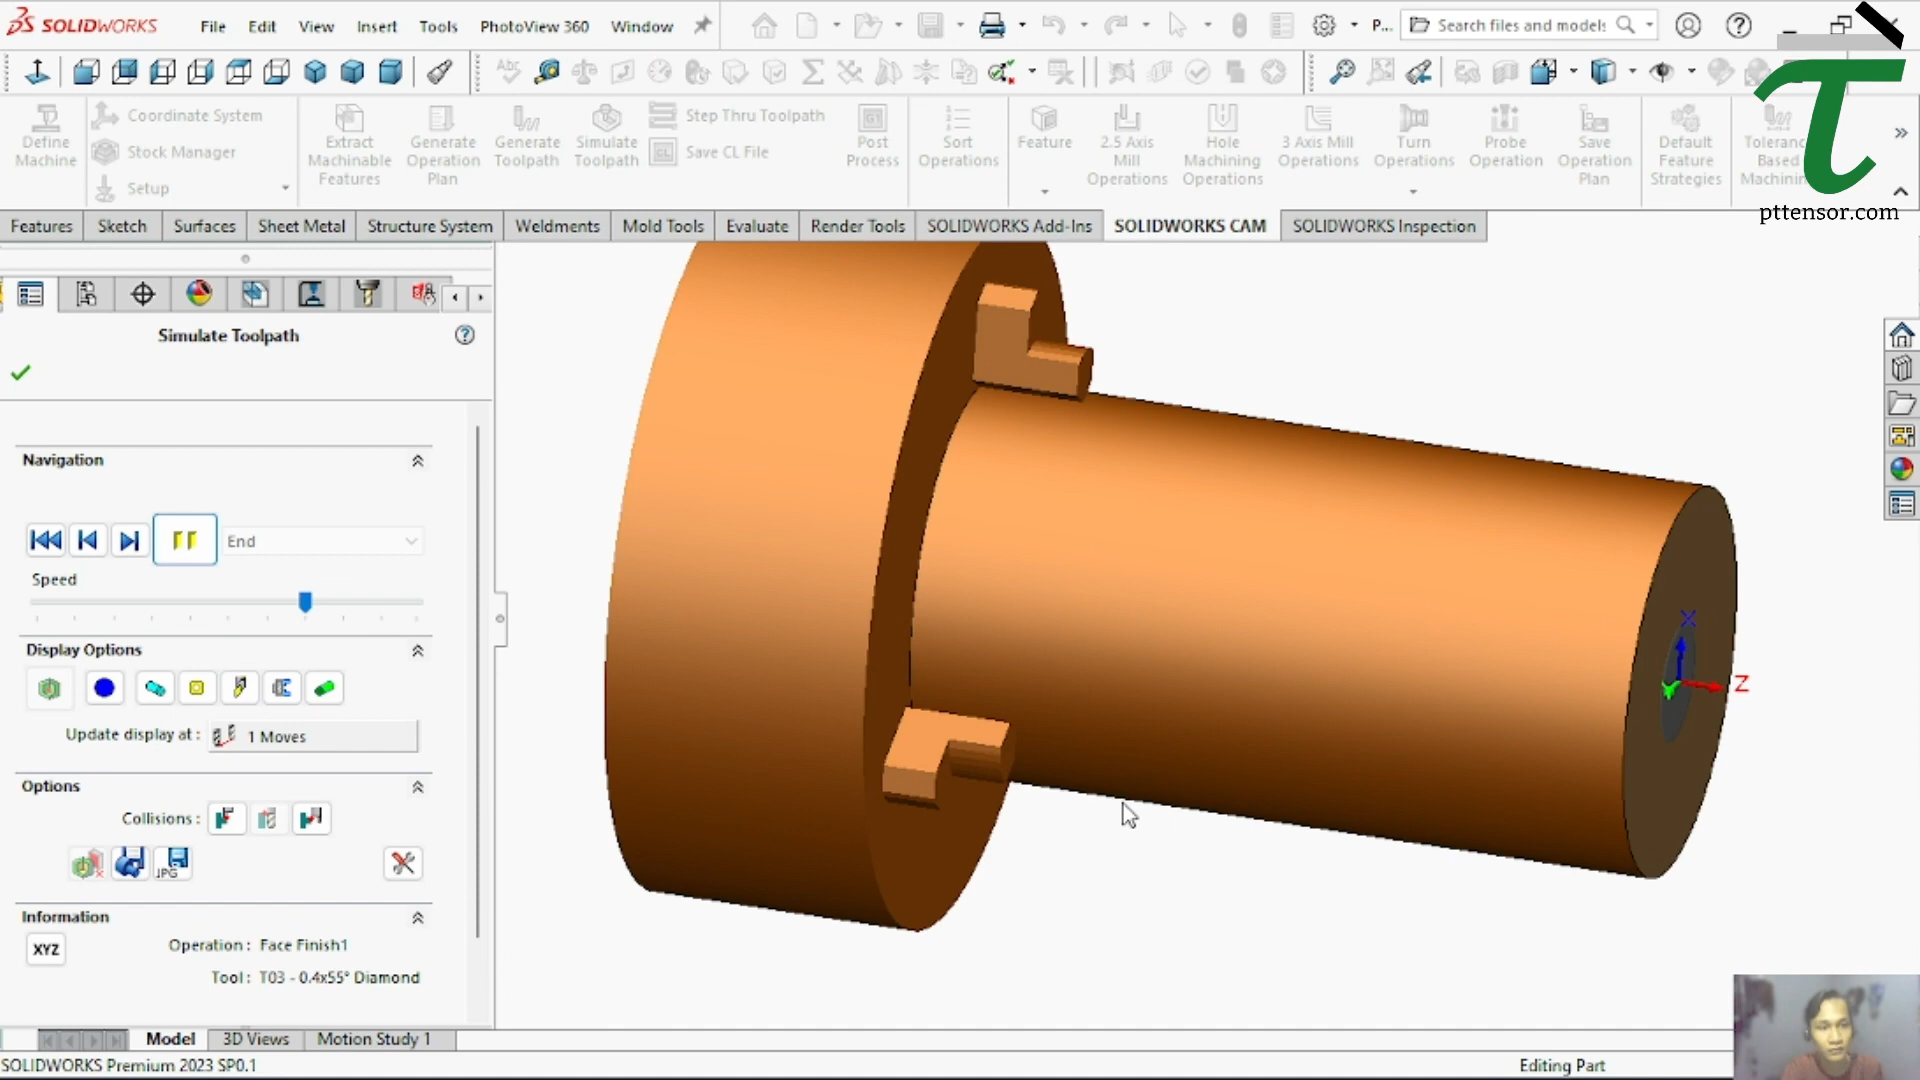 SOLIDWORKS File Edit View Insert Tools PhotoView 360 Window P... Search files and models
Define Machine
Coordinate System
Stock Manager
Setup
Extract Machinable Features
Generate Operation Plan
Generate Toolpath
Simulate Toolpath
Step Thru Toolpath
Save CL File
Post Process
Sort Operations
Feature
2.5 Axis Mill Operations
Hole Machining Operations
3 Axis Mill Operations
Turn Operations
Probe Operation
Save Operation Plan
Default Feature Strategies
Based
pttensor.com
Features Sketch Surfaces Sheet Metal Structure System Weldments Mold Tools Evaluate Render Tools SOLIDWORKS Add-Ins SOLIDWORKS CAM SOLIDWORKS Inspection
Simulate Toolpath
Navigation
End
Speed
Display Options
Update display at : 1 Moves
Options
Collisions :
JPG
Information
XYZ
Operation : Face Finish1
Tool : T03 - 0.4x55° Diamond
X
Z
Model 3D Views Motion Study 1
SOLIDWORKS Premium 2023 SP0.1
Editing Part